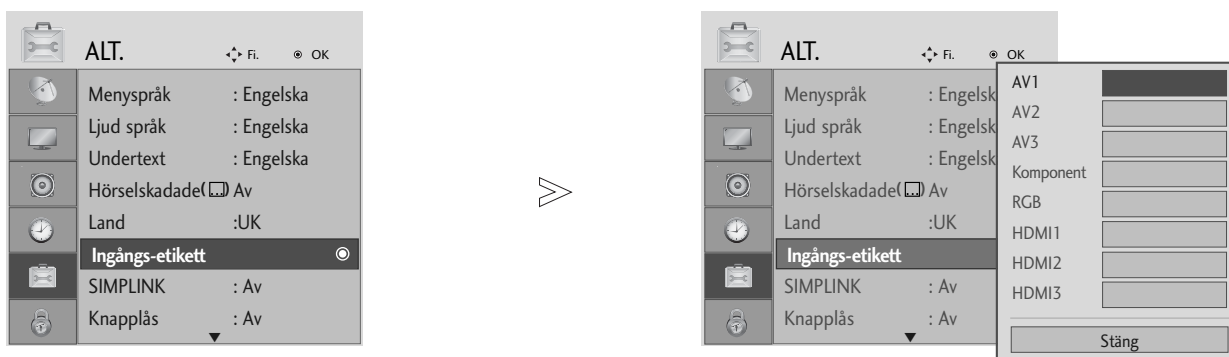 ALT. Fi. OK
Menyspråk : Engelska
Ljud språk : Engelska
Undertext : Engelska
Hörselskadade( ) Av
Land :UK
Ingångs-etikett
SIMPLINK : Av
Knapplås : Av
ALT. Fi. OK
Menyspråk : Engelsk
Ljud språk : Engelsk
Undertext : Engelsk
Hörselskadade( ) Av
Land :UK
Ingångs-etikett
SIMPLINK : Av
Knapplås : Av
AV1
AV2
AV3
Komponent
RGB
HDMI1
HDMI2
HDMI3
Stäng